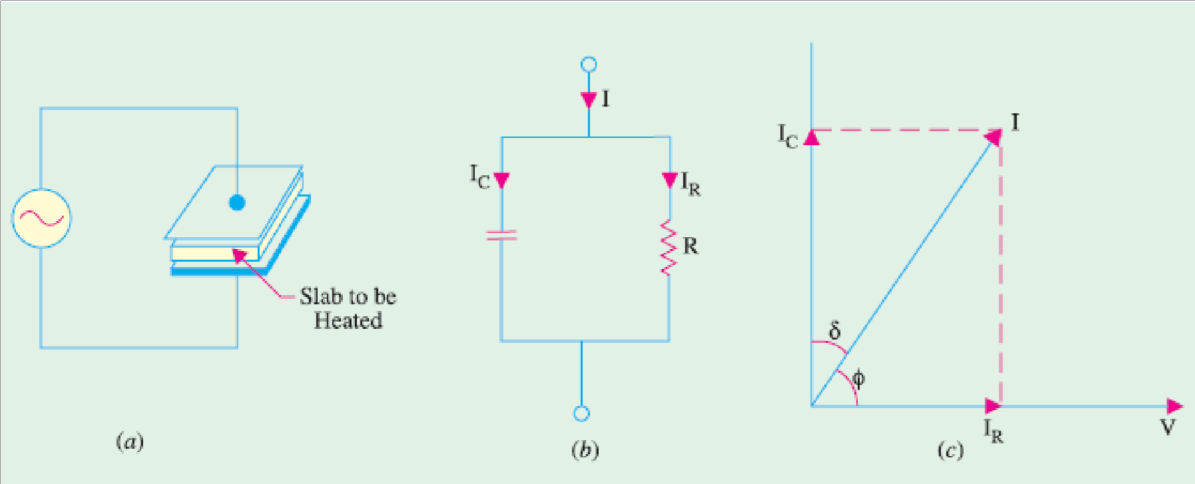 Slab to be
Heated
(a)
I
I_C
I_R
R
(b)
I_C
I
δ
ϕ
I_R
V
(c)